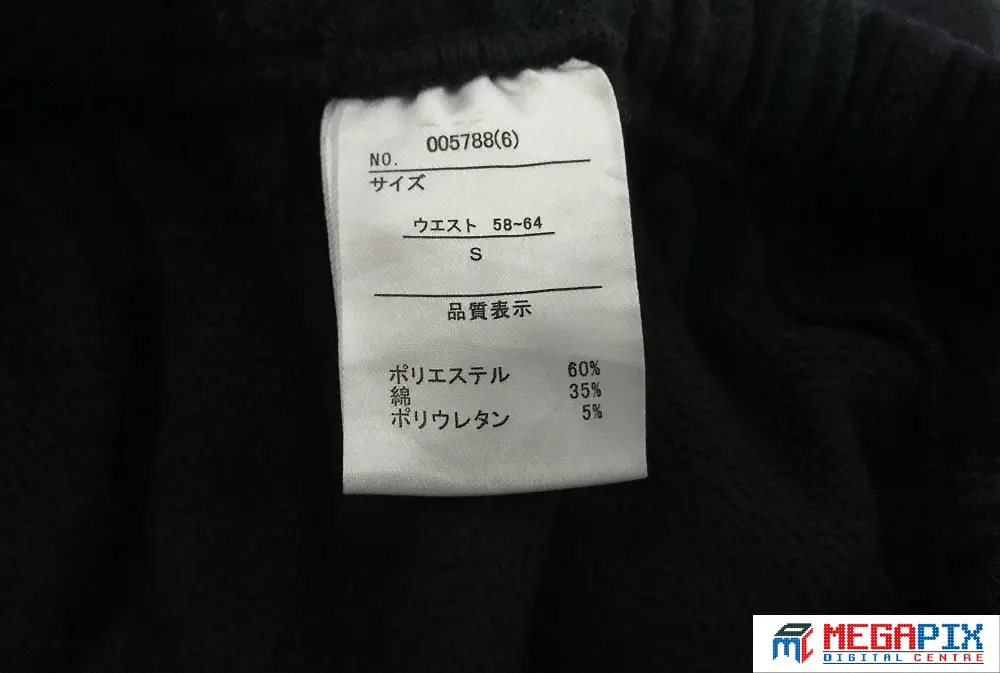 NO. 005788(6)
サイズ
ウエスト 58~64
S
品質表示
ポリエステル 60%
綿 35%
ポリウレタン 5%
MEGAPIX
DIGITAL CENTRE